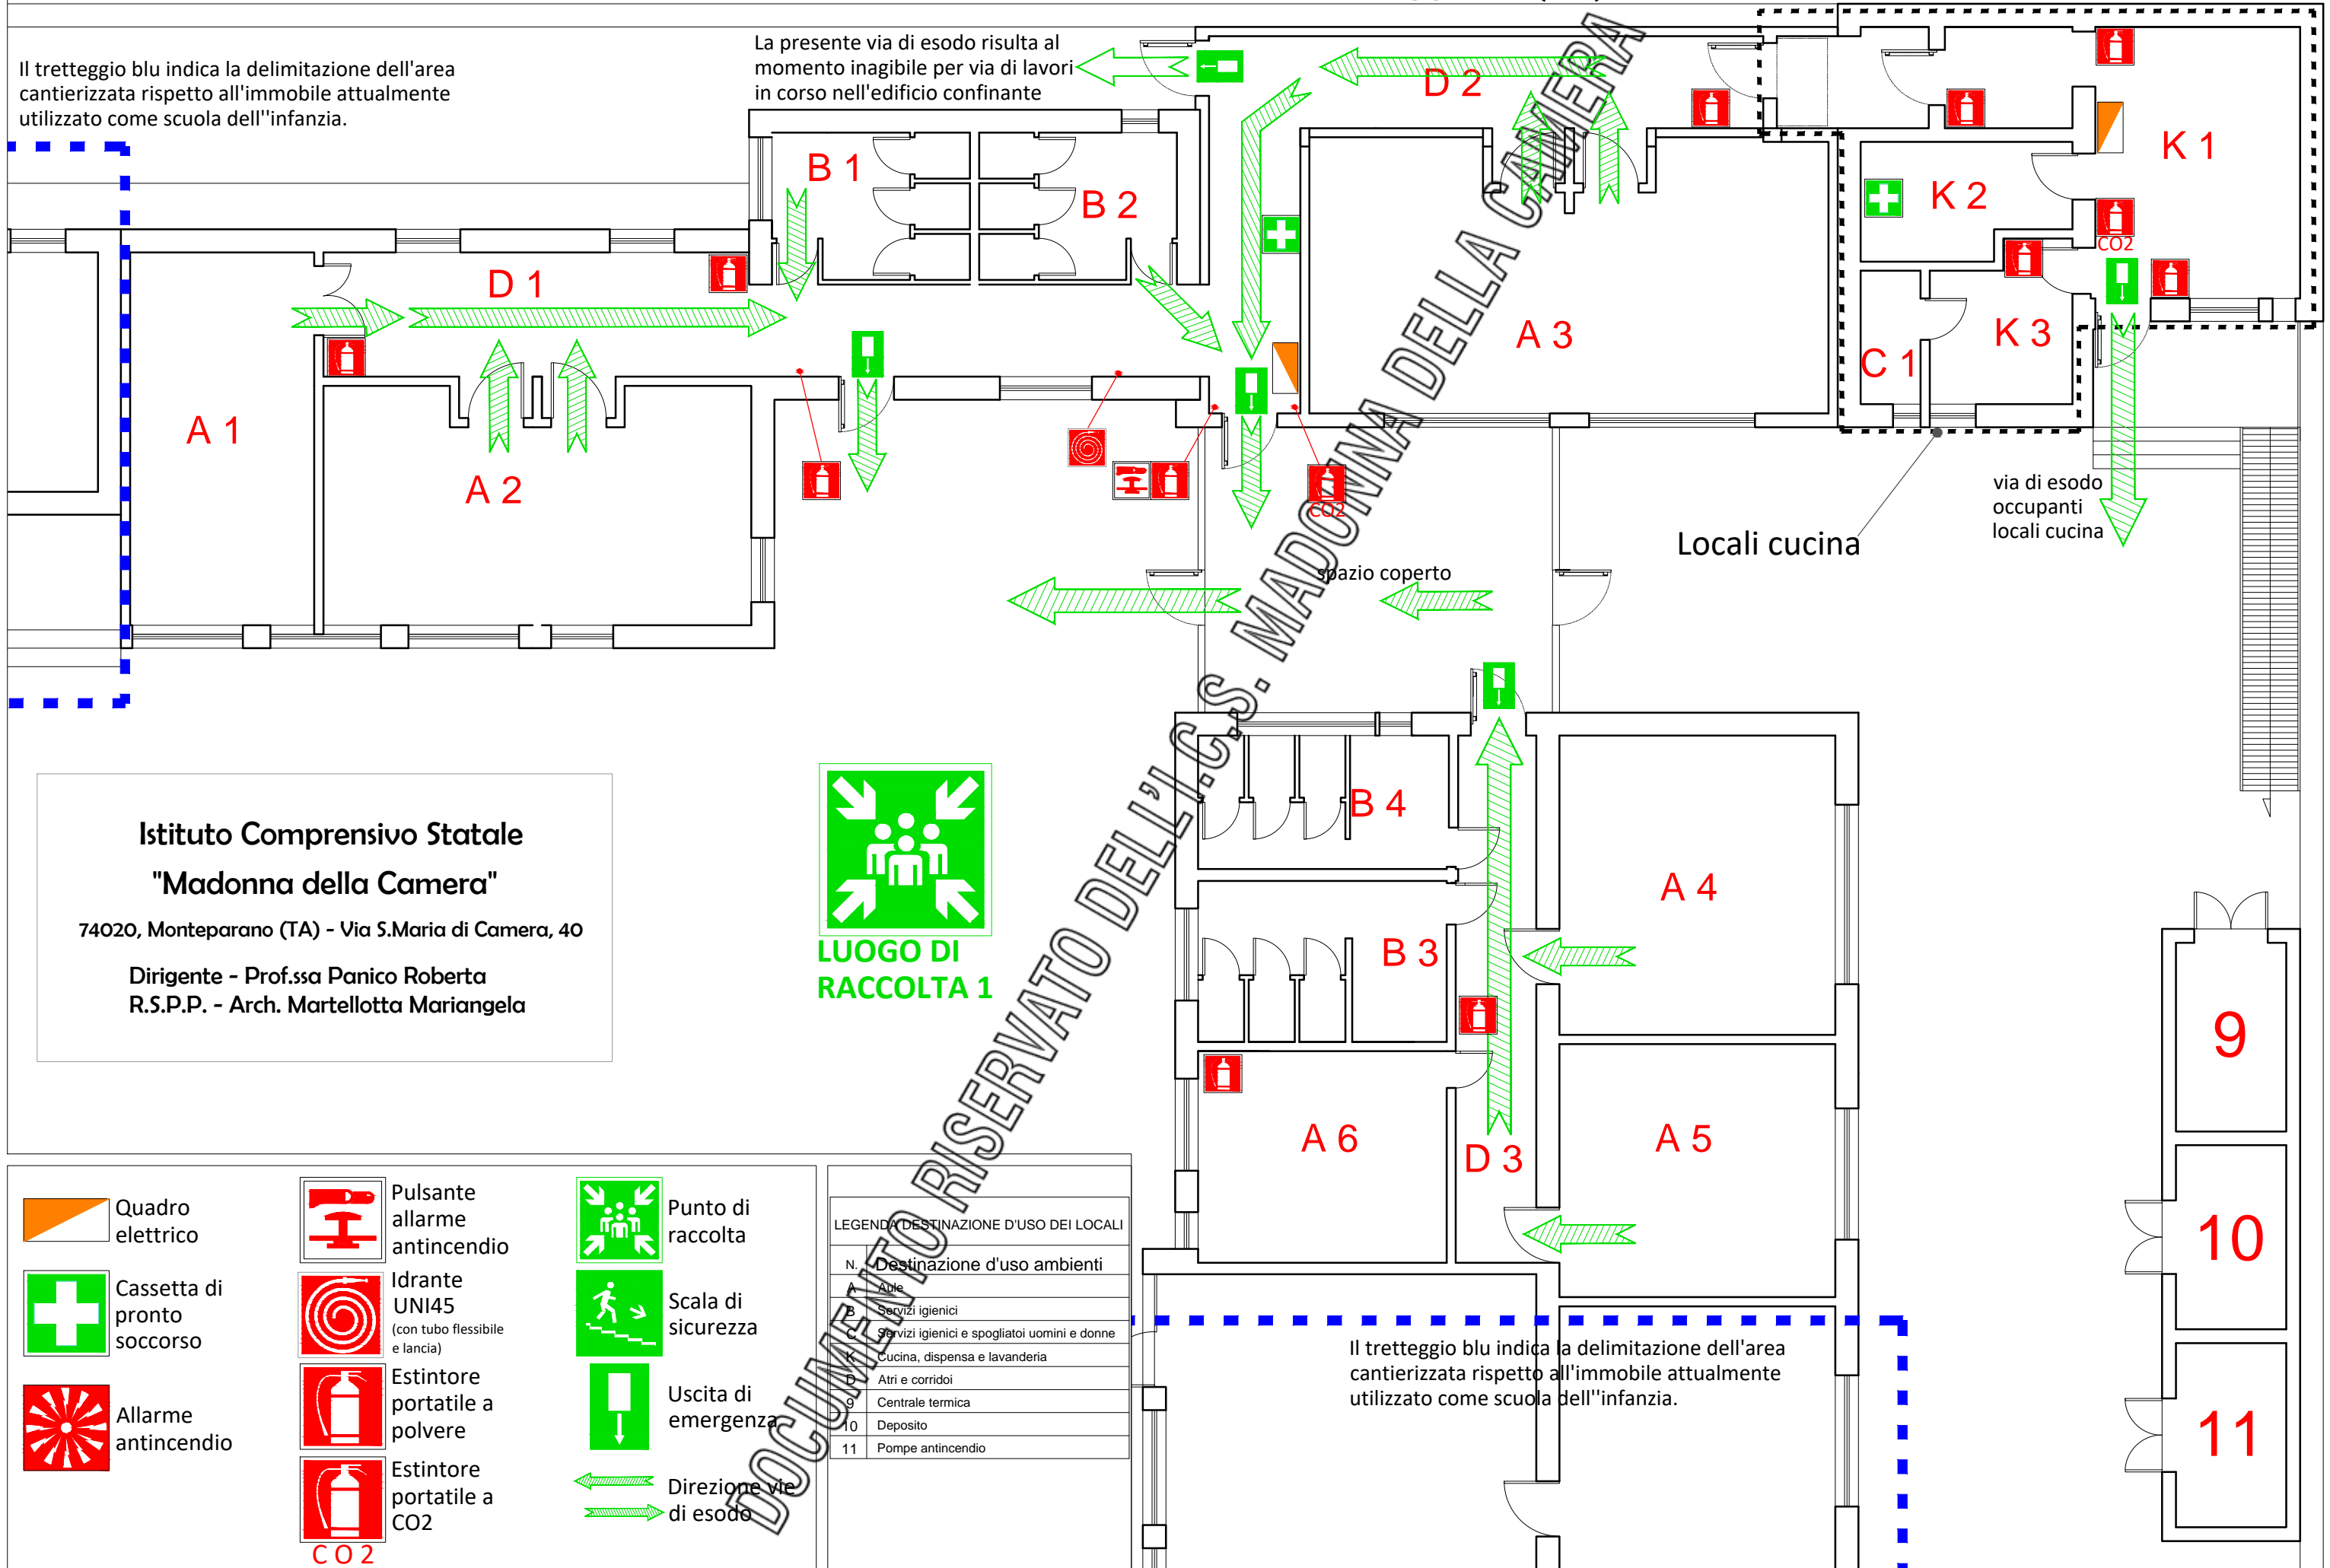 Il tretteggio blu indica la delimitazione dell'area
cantierizzata rispetto all'immobile attualmente
utilizzato come scuola dell''infanzia.
La presente via di esodo risulta al
momento inagibile per via di lavori
in corso nell'edificio confinante
D 2
K 1
B 1
B 2
K 2
CO2
D 1
A 3
K 3
C 1
A 1
A 2
CO2
via di esodo
occupanti
locali cucina
Locali cucina
spazio coperto
Istituto Comprensivo Statale
"Madonna della Camera"
74020, Monteparano (TA) - Via S.Maria di Camera, 40
Dirigente - Prof.ssa Panico Roberta
R.S.P.P. - Arch. Martellotta Mariangela
LUOGO DI
RACCOLTA 1
B 4
A 4
B 3
A 6
D 3
A 5
9
10
11
DOCUMENTO RISERVATO DELL'I.C.S. MADONNA DELLA CAMERA
Quadro
elettrico
Cassetta di
pronto
soccorso
Allarme
antincendio
Pulsante
allarme
antincendio
Idrante
UNI45
(con tubo flessibile
e lancia)
Estintore
portatile a
polvere
Estintore
portatile a
CO2
C O 2
Punto di
raccolta
Scala di
sicurezza
Uscita di
emergenza
Direzione vie
di esodo
LEGENDA DESTINAZIONE D'USO DEI LOCALI
N. Destinazione d'uso ambienti
A Aule
B Servizi igienici
C Servizi igienici e spogliatoi uomini e donne
K Cucina, dispensa e lavanderia
D Atri e corridoi
9 Centrale termica
10 Deposito
11 Pompe antincendio
Il tretteggio blu indica la delimitazione dell'area
cantierizzata rispetto all'immobile attualmente
utilizzato come scuola dell''infanzia.